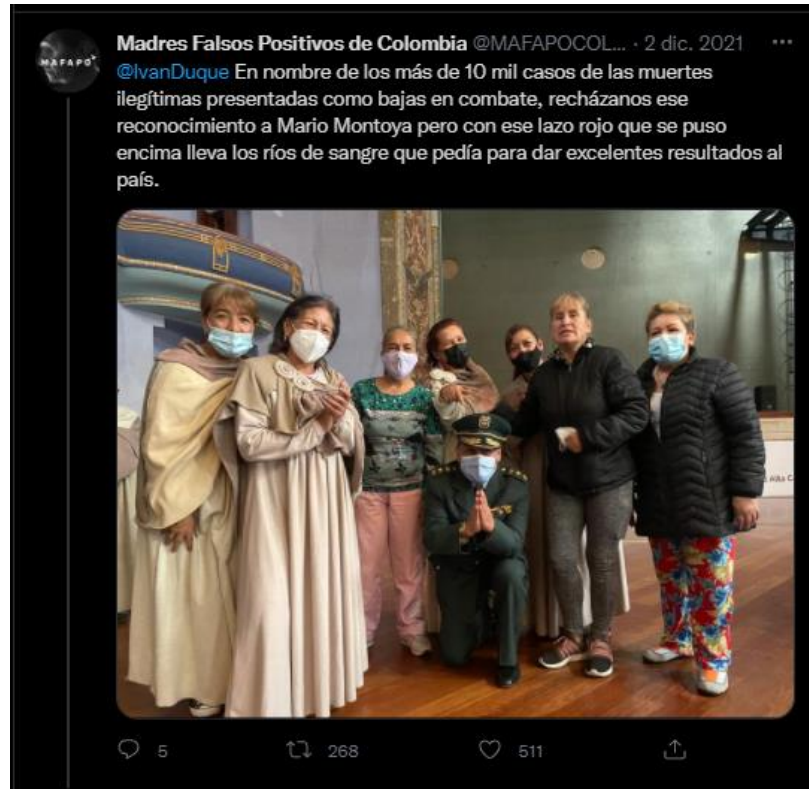 MAFAPO
Madres Falsos Positivos de Colombia @MAFAPOCOL... · 2 dic. 2021 ···
@IvanDuque En nombre de los más de 10 mil casos de las muertes
ilegítimas presentadas como bajas en combate, recházanos ese
reconocimiento a Mario Montoya pero con ese lazo rojo que se puso
encima lleva los ríos de sangre que pedía para dar excelentes resultados al
país.
Alta C
5 268 511